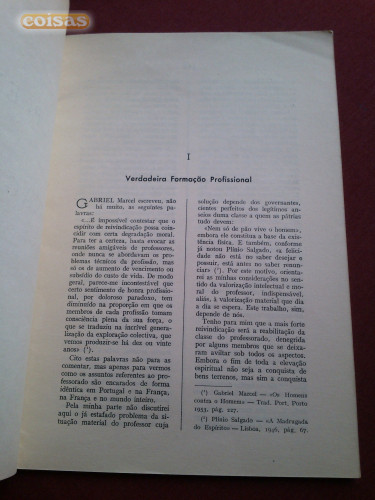 coisas
I
Verdadeira Formação Profissional
GABRIEL Marcel escreveu, não
há muito, as seguintes pa-
lavras:
«...É impossível contestar que o
espírito de reivindicação possa coin-
cidir com certa degradação moral.
Para ter a certeza, basta evocar as
reuniões amigáveis de professores,
onde nunca se abordaram os pro-
blemas técnicos da profissão, mas
só os de aumento de vencimento ou
subsídio de custo de vida. De modo
geral, parece-me incontestável que
certo sentimento de honra profissio-
nal, por doloroso paradoxo, tem
diminuído na proporção em que os
membros de cada profissão tomam
consciência plena da sua força, o
que se traduziu na incrível genera-
lização da exploração colectiva, que
vemos produzir-se há dez ou vinte
anos» (¹).
Cito estas palavras não para as
comentar, mas apenas para vermos
como os assuntos referentes ao pro-
fessorado são encarados de forma
idêntica em Portugal e na França,
na França e no mundo inteiro.
Pela minha parte não discutirei
aqui o já estafado problema da si-
tuação material do professor cuja
solução depende dos governantes,
cientes perfeitos dos legítimos an-
seios duma classe a quem as pátrias
tudo devem:
«Nem só de pão vive o homem»,
embora ele constitua a base da exis-
tência física. E também, conforme
já notou Plínio Salgado, «a felici-
dade não está no saber desejar e
possuir, está antes no saber renun-
ciar» (²). Por este motivo, orienta-
rei as minhas considerações no sen-
tido da valorização intelectual e mo-
ral do professor, indispensável,
aliás, à valorização material que dia
a dia se espera. Este trabalho, sim,
depende de nós.
Tenho para mim que a mais forte
reivindicação será a reabilitação da
classe do professorado, denegrida
por alguns membros que se deixa-
ram aviltar sob todos os aspectos.
Embora o fim de toda a elevação
espiritual não seja a conquista de
bens terrenos, mas sim a conquista
(¹) Gabriel Marcel — «Os Homens
contra o Homem» — Trad. Port. Porto
1953, pág. 227.
(²) Plínio Salgado — «A Madrugada
do Espírito» — Lisboa, 1946, pág. 67.